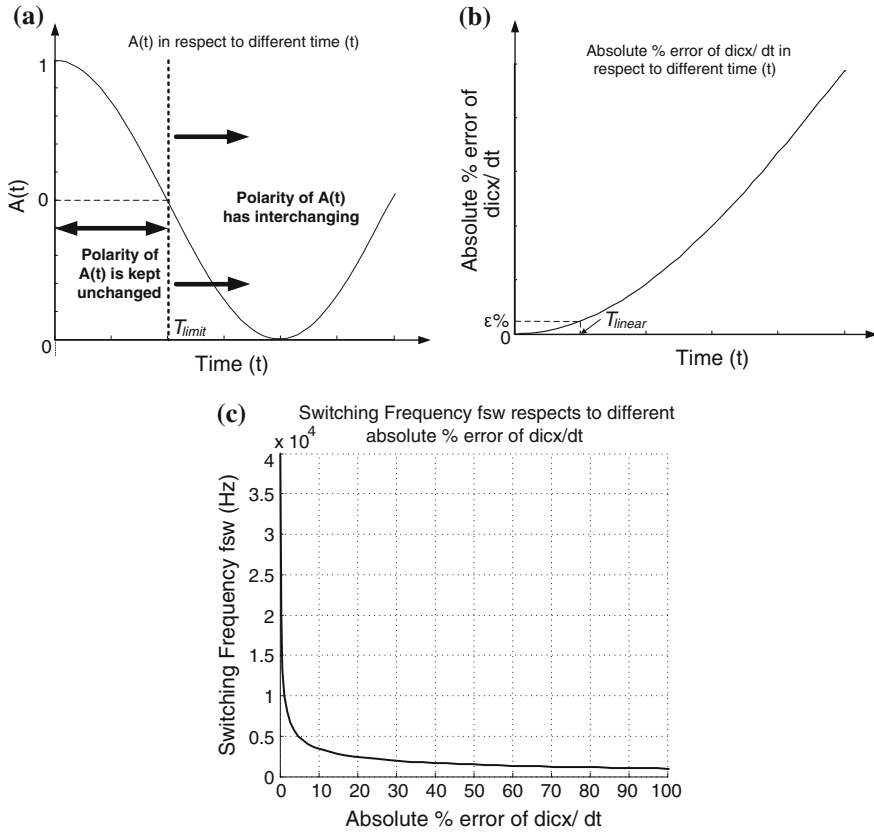 (a)
A(t) in respect to different time (t)
1
0
0
A(t)
Polarity of A(t)
has interchanging
Polarity of
A(t) is kept
unchanged
Tlimit
Time (t)
(b)
Absolute % error of dicx/ dt in
respect to different time (t)
Absolute % error of
dicx/ dt
ε%
0
Tlinear
Time (t)
(c)
Switching Frequency fsw respects to different
absolute % error of dicx/dt
x 10^4
4
3.5
3
2.5
2
1.5
1
0.5
0
Switching Frequency fsw (Hz)
0 10 20 30 40 50 60 70 80 90 100
Absolute % error of dicx/ dt